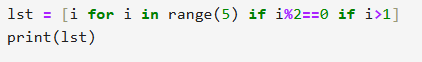 lst = [i for i in range(5) if i%2==0 if i>1]
print(lst)